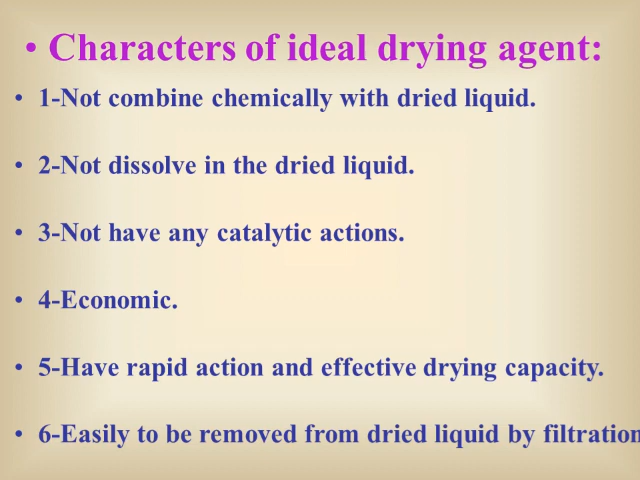 • Characters of ideal drying agent:
• 1-Not combine chemically with dried liquid.
• 2-Not dissolve in the dried liquid.
• 3-Not have any catalytic actions.
• 4-Economic.
• 5-Have rapid action and effective drying capacity.
• 6-Easily to be removed from dried liquid by filtration